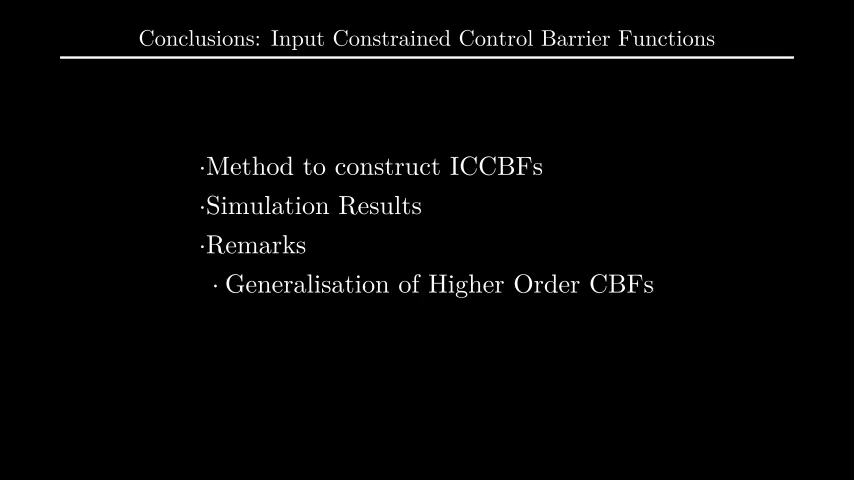 Conclusions: Input Constrained Control Barrier Functions
·Method to construct ICCBFs
·Simulation Results
·Remarks
· Generalisation of Higher Order CBFs